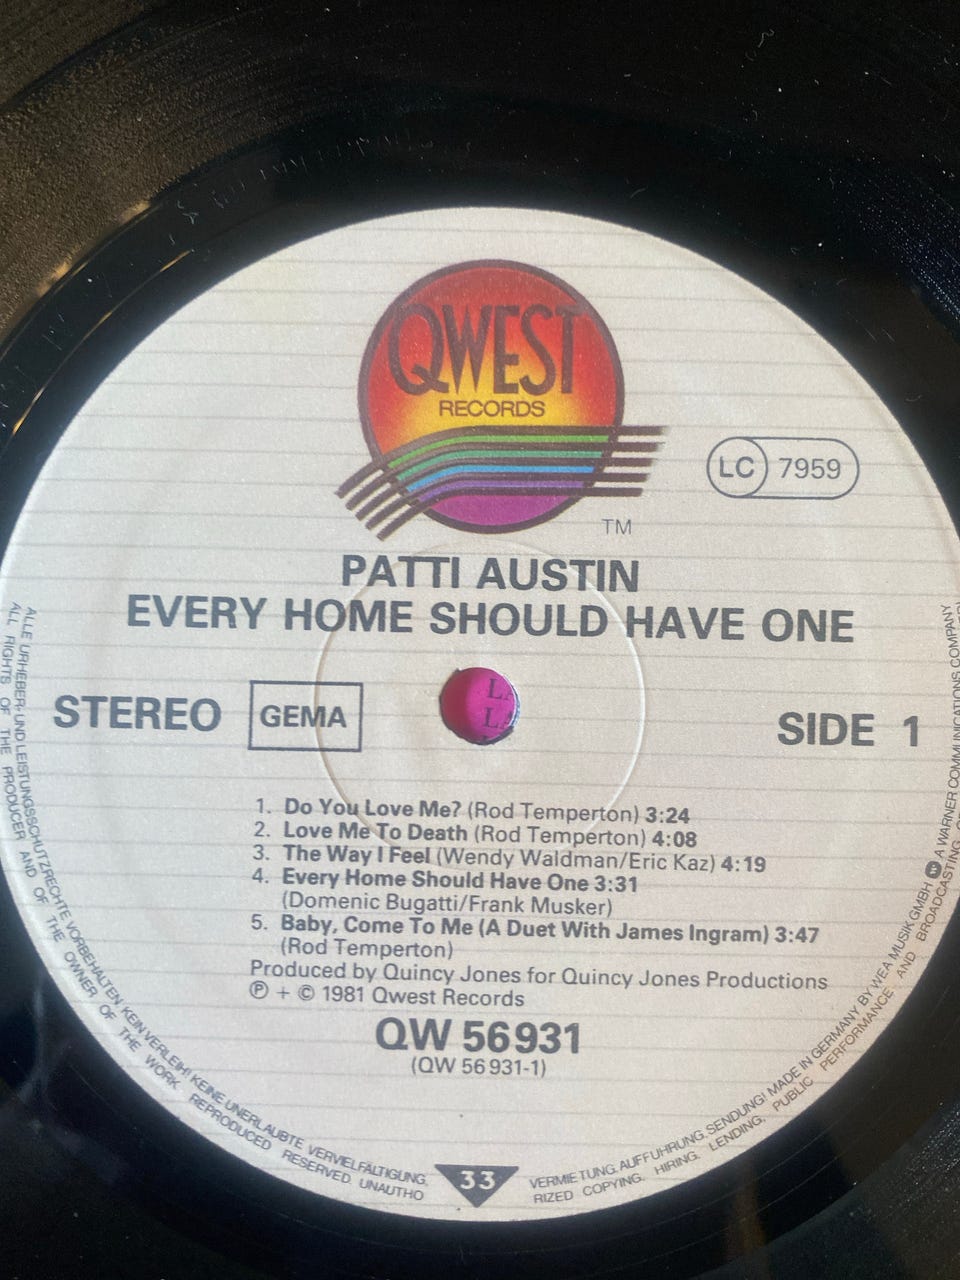 QWEST
RECORDS
LC 7959
TM
PATTI AUSTIN
EVERY HOME SHOULD HAVE ONE
STEREO GEMA SIDE 1
1. Do You Love Me? (Rod Temperton) 3:24
2. Love Me To Death (Rod Temperton) 4:08
3. The Way I Feel (Wendy Waldman/Eric Kaz) 4:19
4. Every Home Should Have One 3:31
(Domenic Bugatti/Frank Musker)
5. Baby, Come To Me (A Duet With James Ingram) 3:47
(Rod Temperton)
Produced by Quincy Jones for Quincy Jones Productions
℗ + © 1981 Qwest Records
QW 56 931
(QW 56 931-1)
33
ALLE URHEBER- UND LEISTUNGSSCHUTZRECHTE VORBEHALTEN. KEIN VERLEIH! KEINE UNERLAUBTE VERVIELFÄLTIGUNG, VERMIETUNG, AUFFÜHRUNG, SENDUNG! MADE IN GERMANY BY WEA MUSIK GMBH A WARNER COMMUNICATIONS COMPANY
ALL RIGHTS OF THE PRODUCER AND OF THE OWNER OF THE WORK REPRODUCED RESERVED. UNAUTHORIZED COPYING, HIRING, LENDING, PUBLIC PERFORMANCE AND BROADCASTING